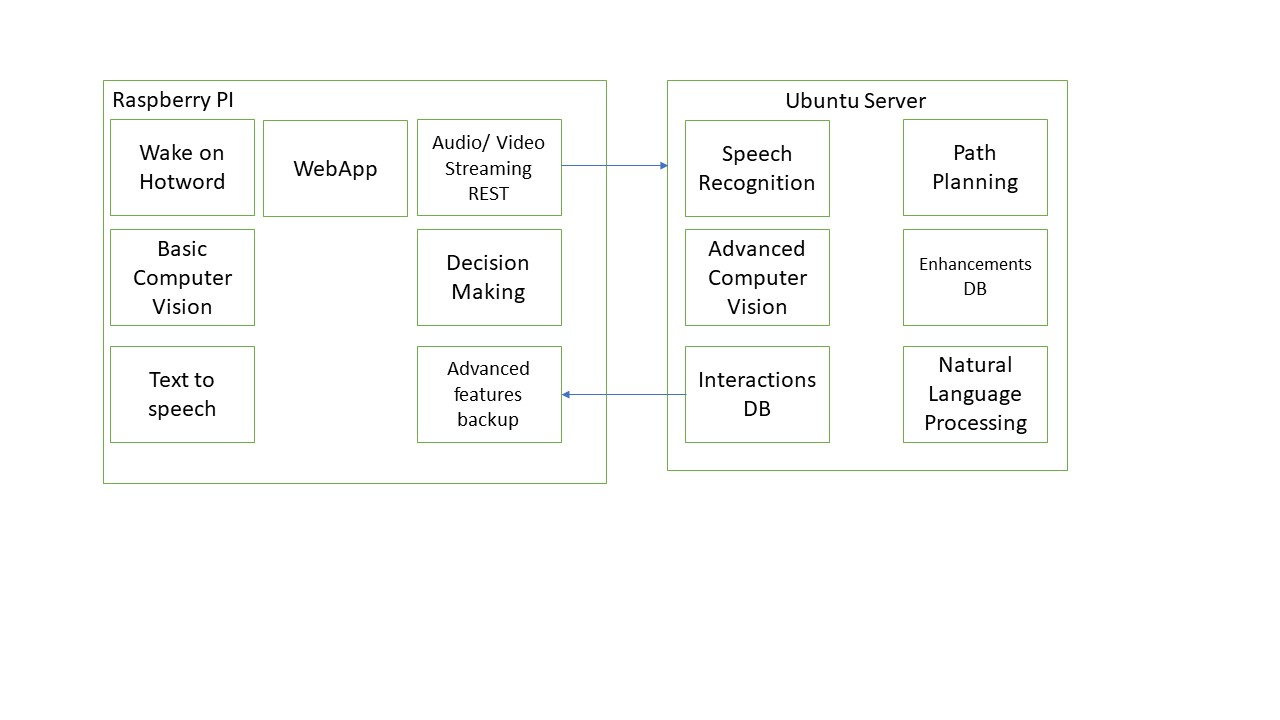 Raspberry PI
Wake on
Hotword
WebApp
Audio/ Video
Streaming
REST
Basic
Computer
Vision
Decision
Making
Text to
speech
Advanced
features
backup
Ubuntu Server
Speech
Recognition
Path
Planning
Advanced
Computer
Vision
Enhancements
DB
Interactions
DB
Natural
Language
Processing